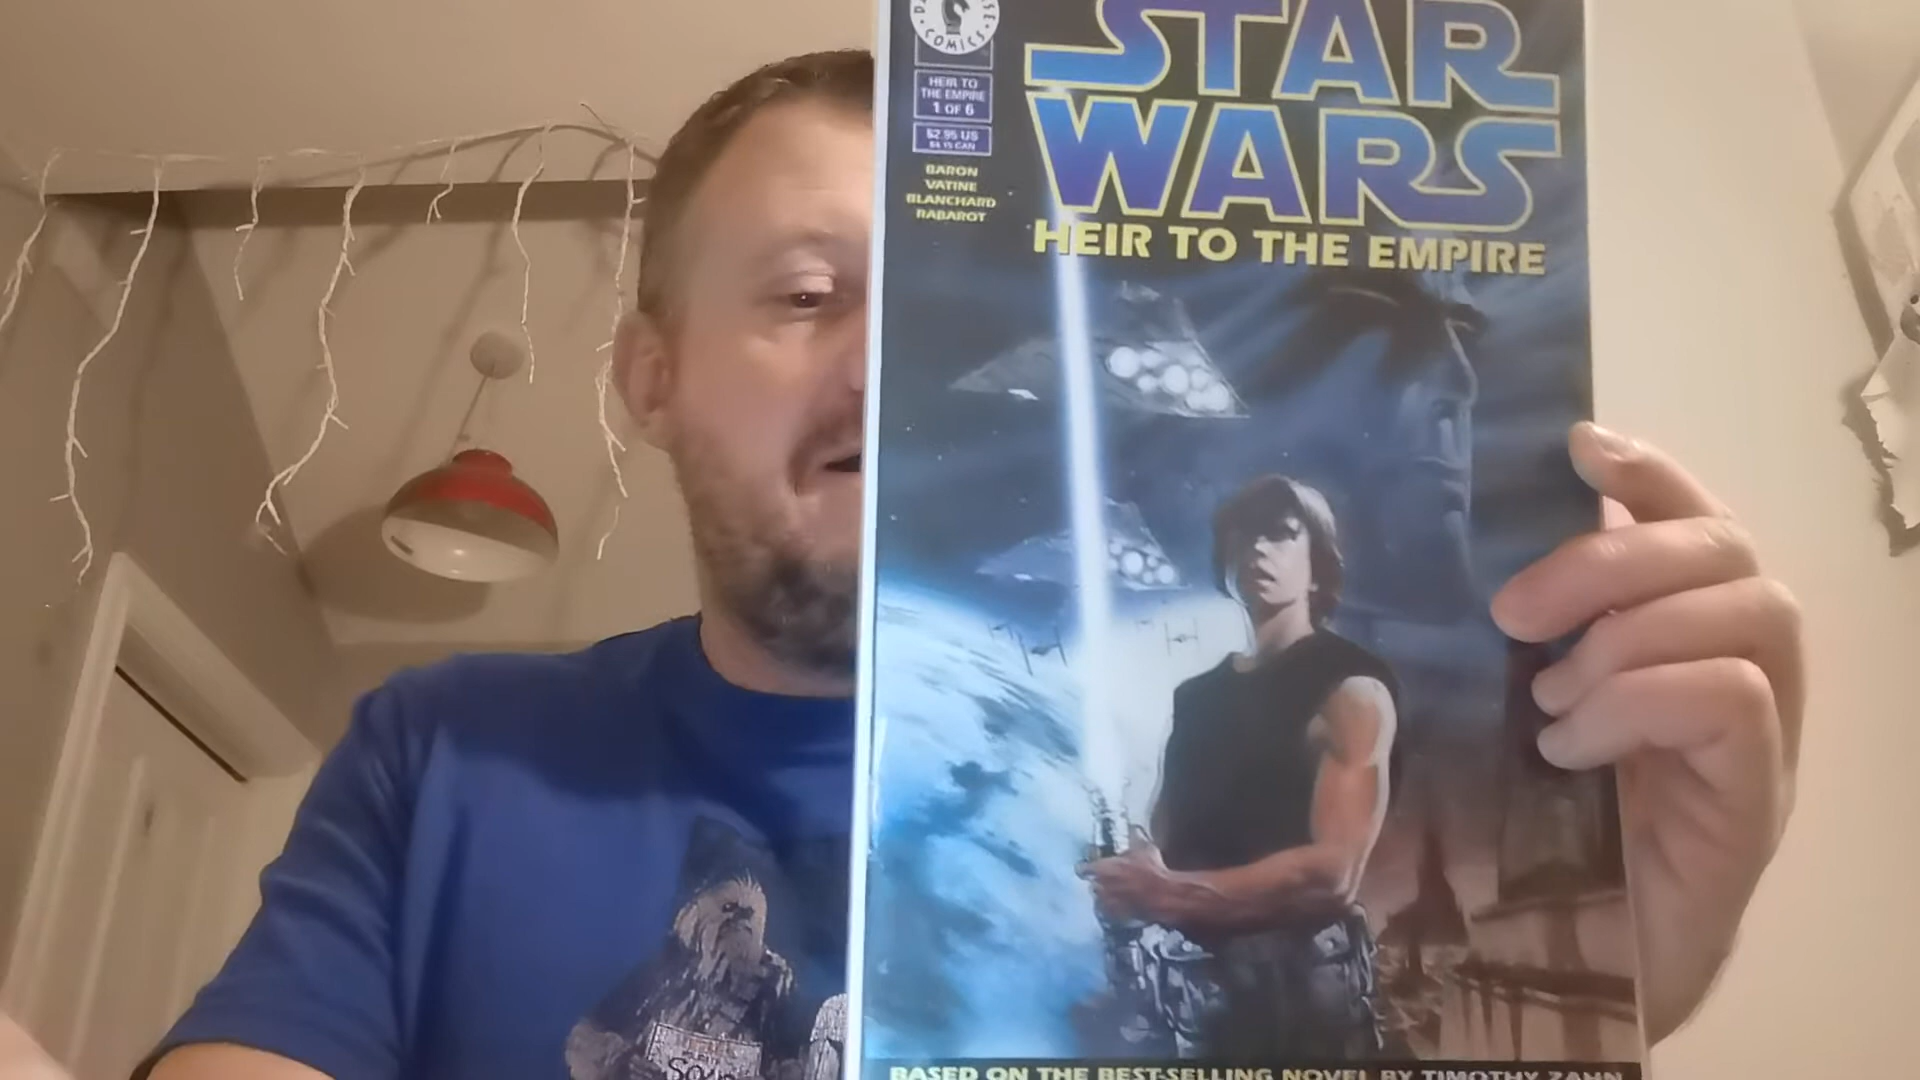 COMICS
STAR
WARS
HEIR TO THE EMPIRE
HEIR TO
THE EMPIRE
1 OF 6
$2.95 US
$4.15 CAN
BARON
VATINE
BLANCHARD
RABAROT
BASED ON THE BEST-SELLING NOVEL BY TIMOTHY ZAHN